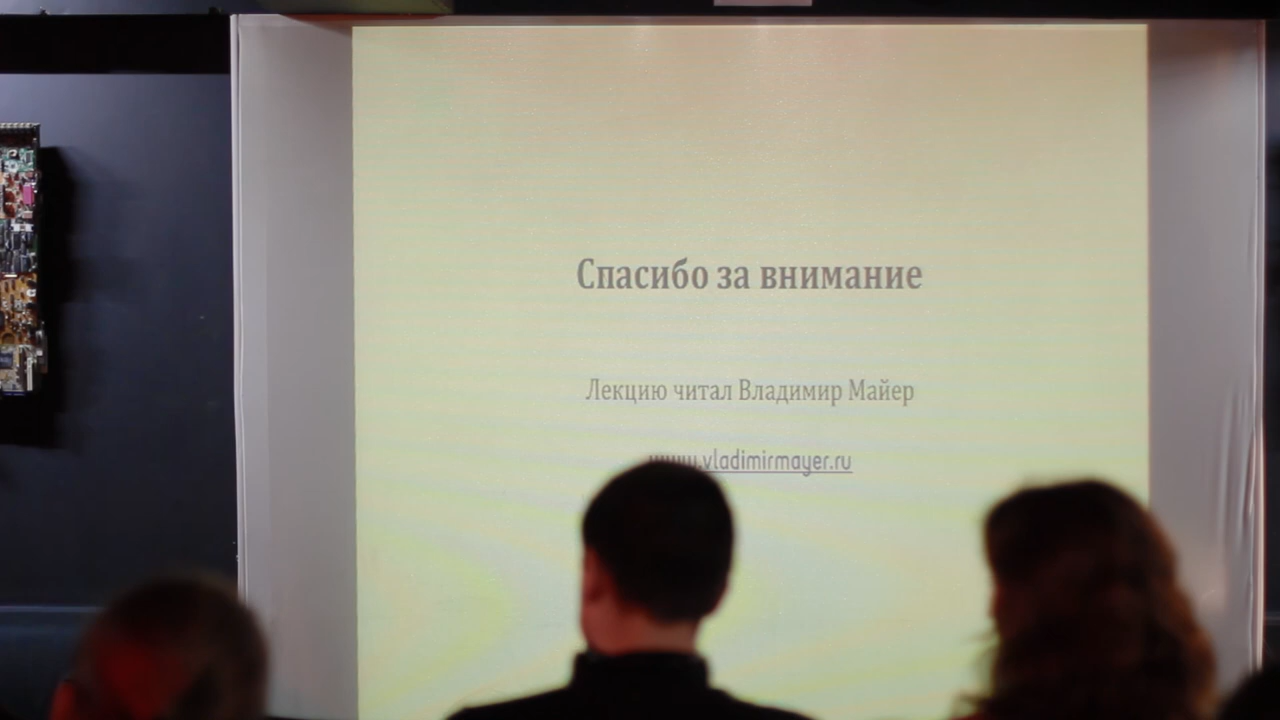 Спасибо за внимание
Лекцию читал Владимир Майер
www.vladimirmayer.ru